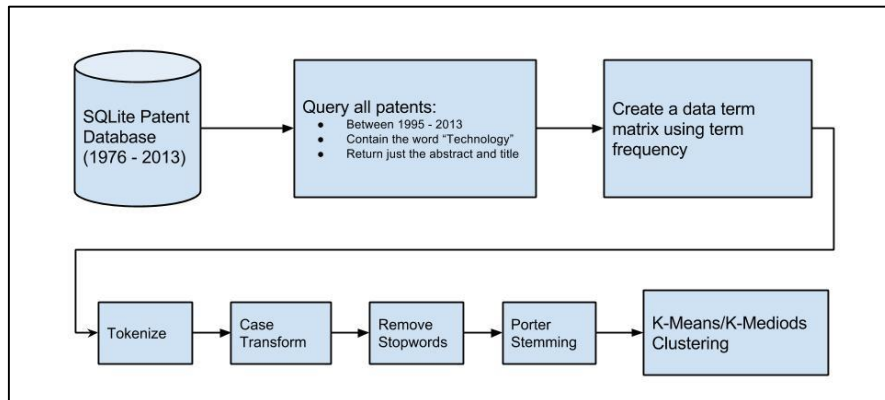 SQLite Patent
Database
(1976 - 2013)
Query all patents:
● Between 1995 - 2013
● Contain the word “Technology”
● Return just the abstract and title
Create a data term
matrix using term
frequency
Tokenize
Case
Transform
Remove
Stopwords
Porter
Stemming
K-Means/K-Mediods
Clustering